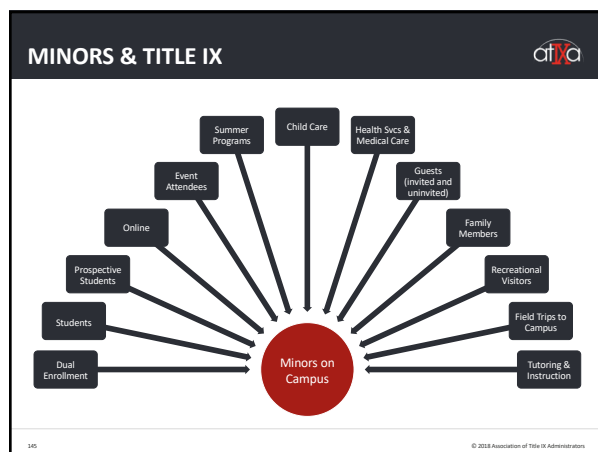 MINORS & TITLE IX
atIXa
Child Care
Summer
Programs
Health Svcs &
Medical Care
Event
Attendees
Guests
(invited and
uninvited)
Online
Family
Members
Prospective
Students
Recreational
Visitors
Students
Field Trips to
Campus
Dual
Enrollment
Minors on
Campus
Tutoring &
Instruction
145
© 2018 Association of Title IX Administrators